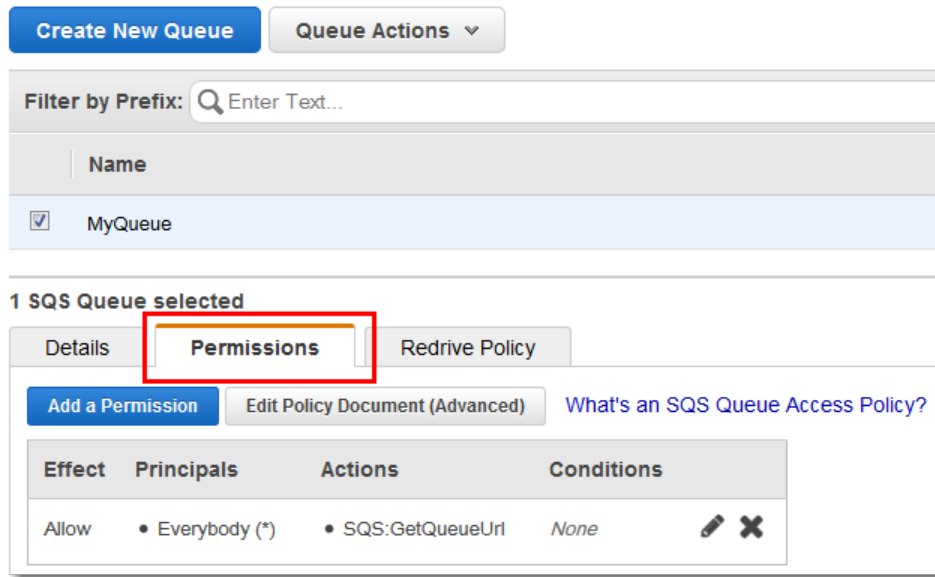 Create New Queue Queue Actions
Filter by Prefix: Enter Text...
Name
MyQueue
1 SQS Queue selected
Details Permissions Redrive Policy
Add a Permission Edit Policy Document (Advanced) What's an SQS Queue Access Policy?
Effect Principals Actions Conditions
Allow • Everybody (*) • SQS:GetQueueUrl None